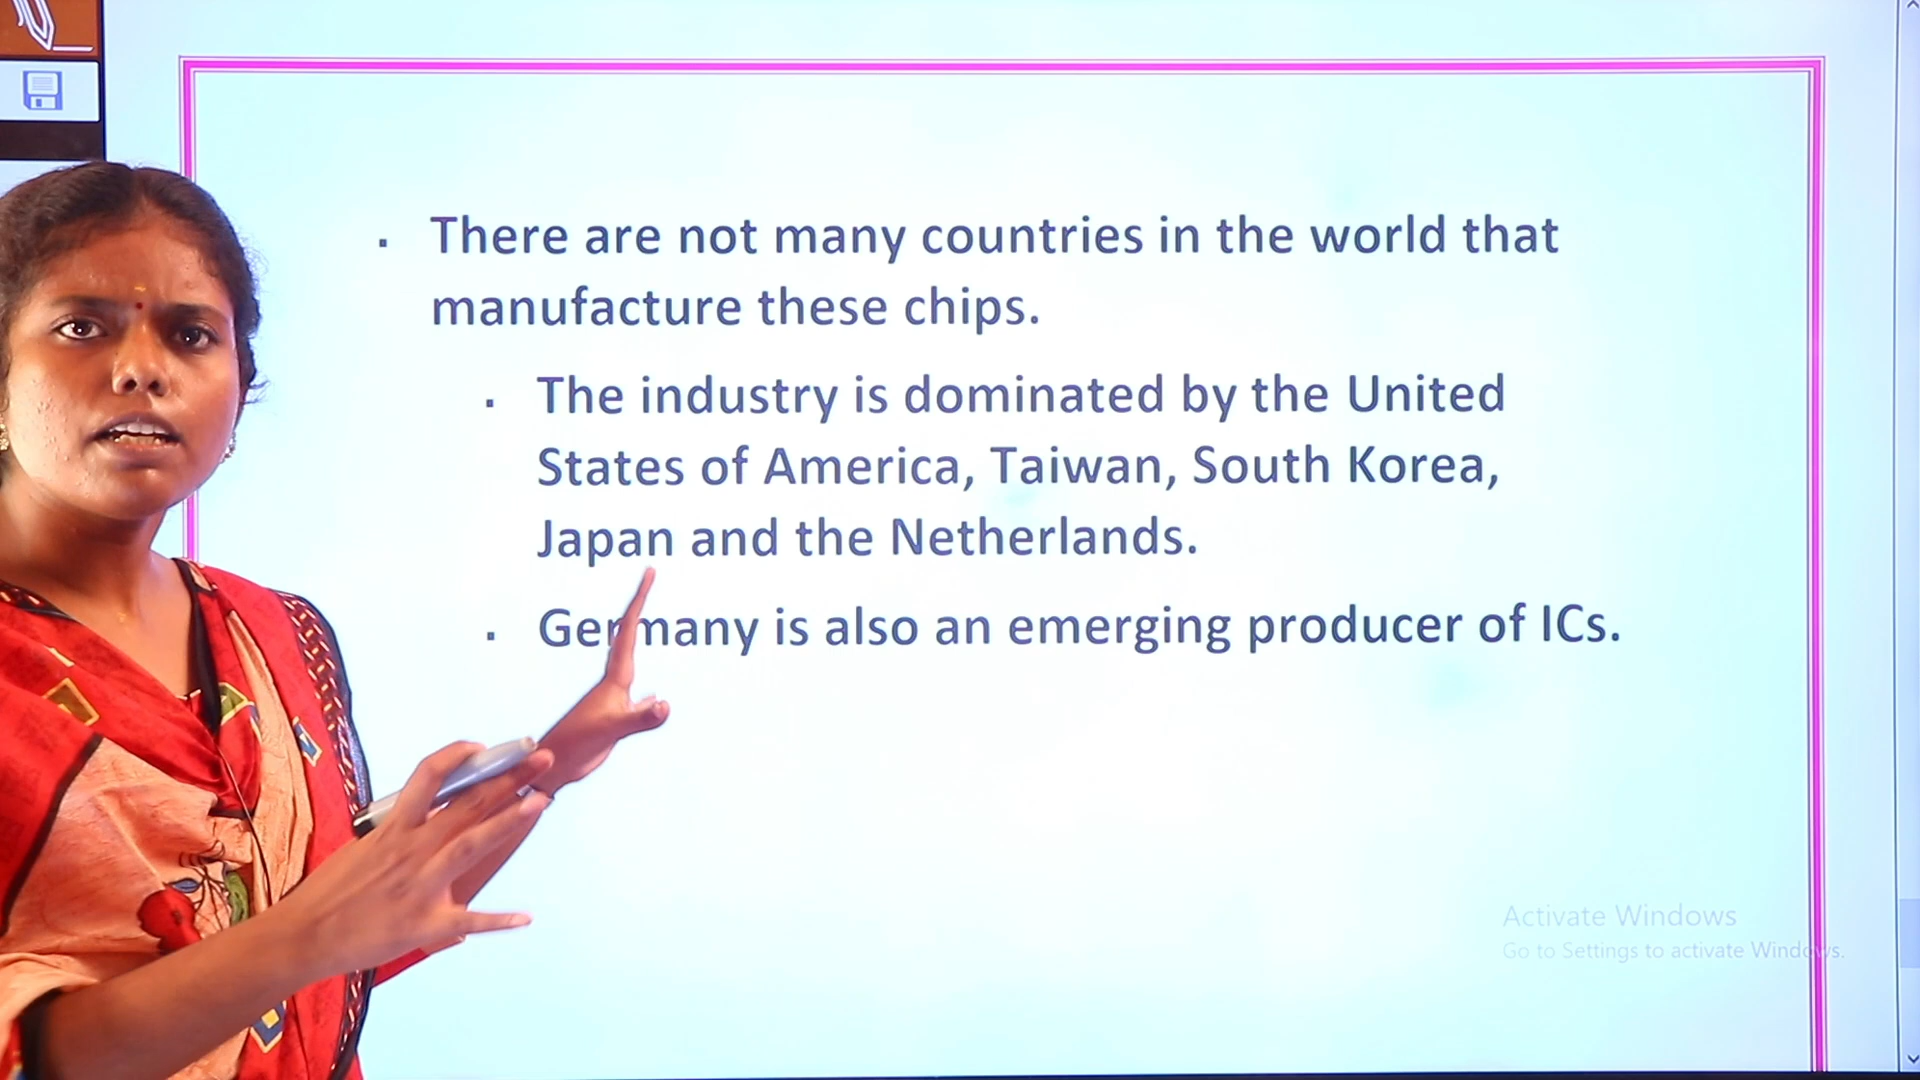 ▪ There are not many countries in the world that
manufacture these chips.
▪ The industry is dominated by the United
States of America, Taiwan, South Korea,
Japan and the Netherlands.
▪ Germany is also an emerging producer of ICs.
Activate Windows
Go to Settings to activate Windows.